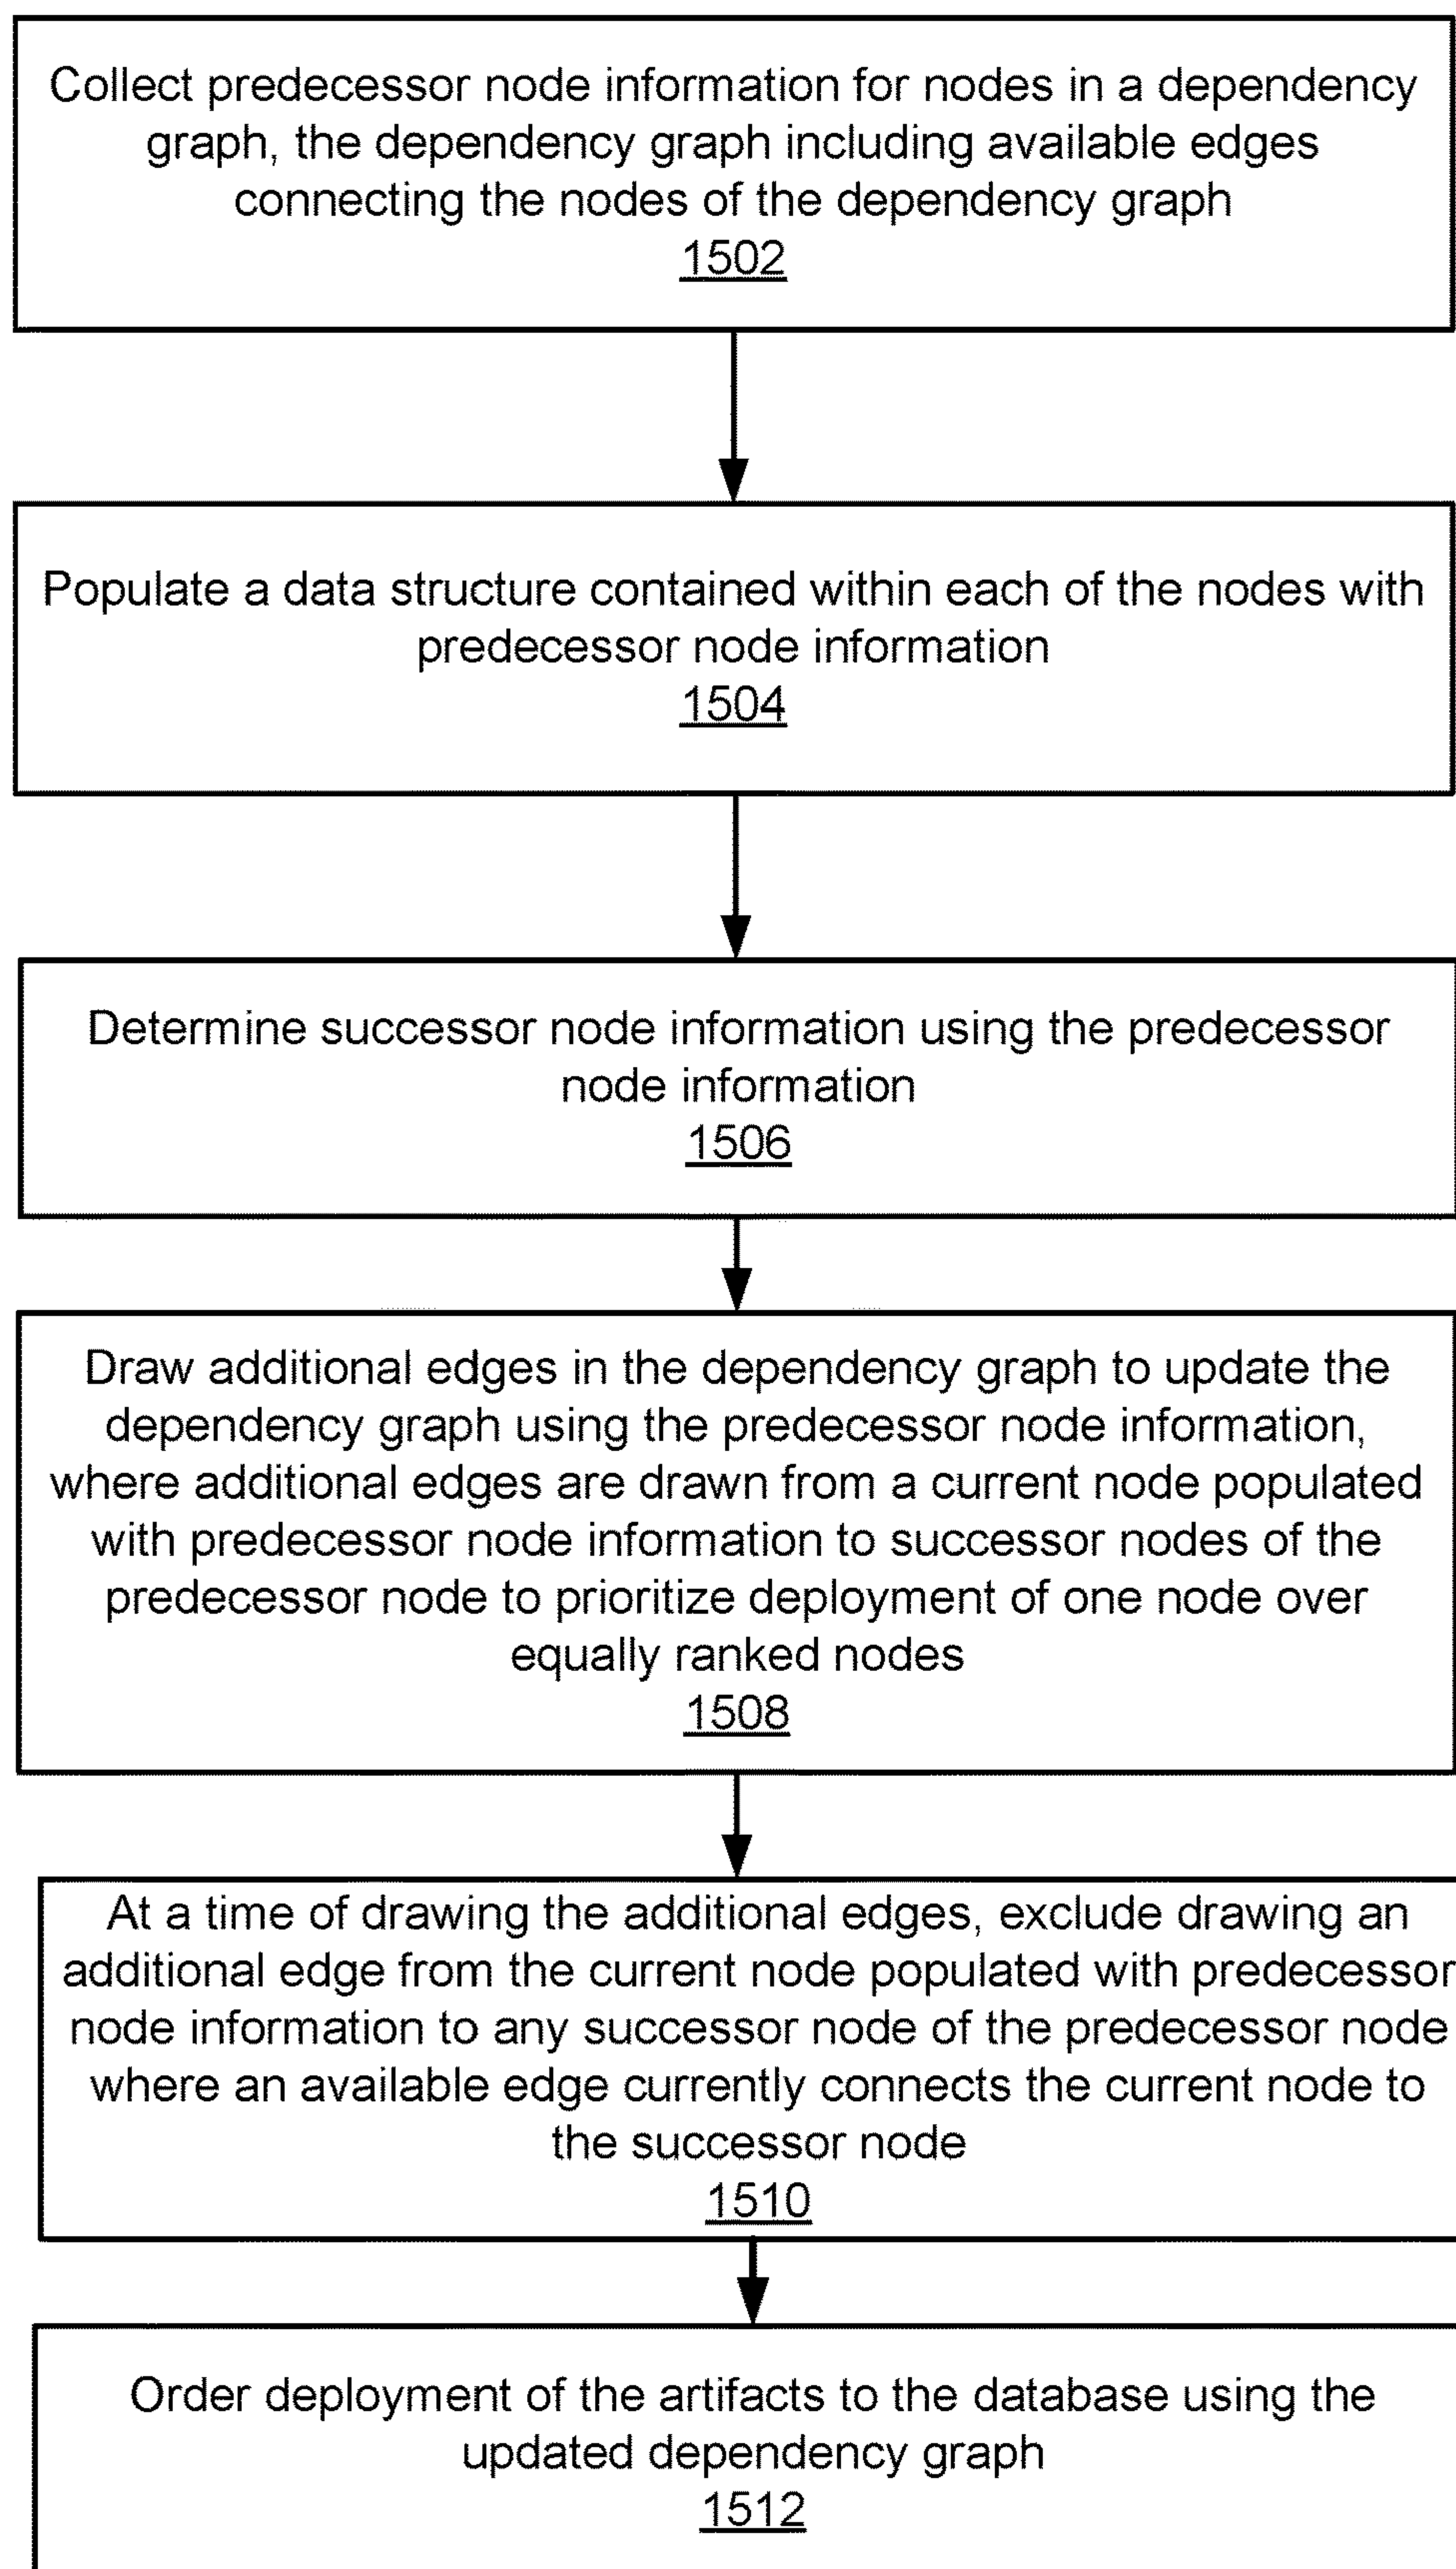 Collect predecessor node information for nodes in a dependency
graph, the dependency graph including available edges
connecting the nodes of the dependency graph
1502
Populate a data structure contained within each of the nodes with
predecessor node information
1504
Determine successor node information using the predecessor
node information
1506
Draw additional edges in the dependency graph to update the
dependency graph using the predecessor node information,
where additional edges are drawn from a current node populated
with predecessor node information to successor nodes of the
predecessor node to prioritize deployment of one node over
equally ranked nodes
1508
At a time of drawing the additional edges, exclude drawing an
additional edge from the current node populated with predecessor
node information to any successor node of the predecessor node
where an available edge currently connects the current node to
the successor node
1510
Order deployment of the artifacts to the database using the
updated dependency graph
1512